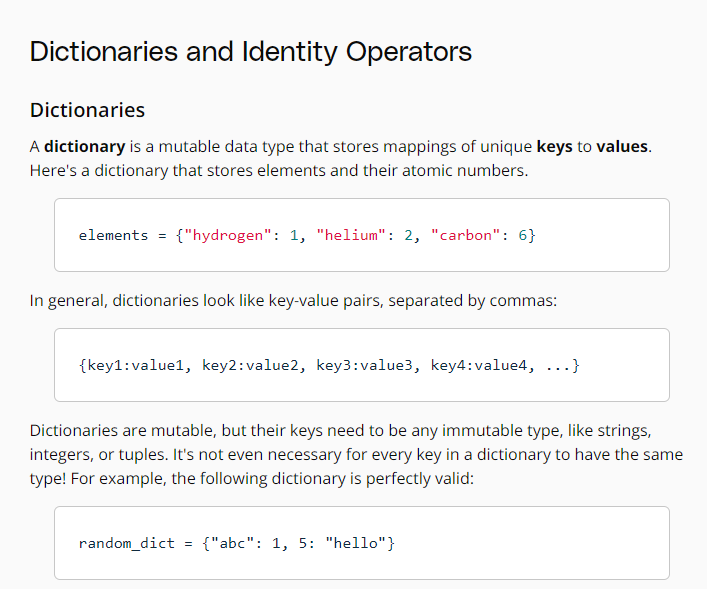 Dictionaries and Identity Operators
Dictionaries
A dictionary is a mutable data type that stores mappings of unique keys to values.
Here's a dictionary that stores elements and their atomic numbers.
elements = {"hydrogen": 1, "helium": 2, "carbon": 6}
In general, dictionaries look like key-value pairs, separated by commas:
{key1:value1, key2:value2, key3:value3, key4:value4, ...}
Dictionaries are mutable, but their keys need to be any immutable type, like strings,
integers, or tuples. It's not even necessary for every key in a dictionary to have the same
type! For example, the following dictionary is perfectly valid:
random_dict = {"abc": 1, 5: "hello"}